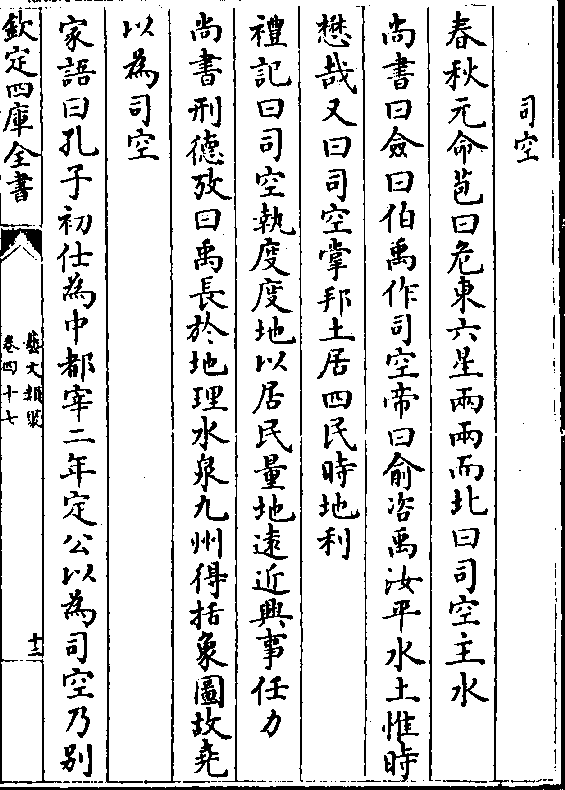 司空
春秋元命苞曰危東六星兩兩而北曰司空主水
尚書曰僉曰伯禹作司空帝曰俞咨禹汝平水土惟時
懋哉又曰司空掌邦土居四民時地利
禮記曰司空執度度地以居民量地遠近興事任力
尚書刑德攷曰禹長於地理水泉九州得括象圖故堯
以為司空
家語曰孔子初仕為中都宰二年定公以為司空乃別
欽定四庫全書
藝文類聚
卷四十七
十三